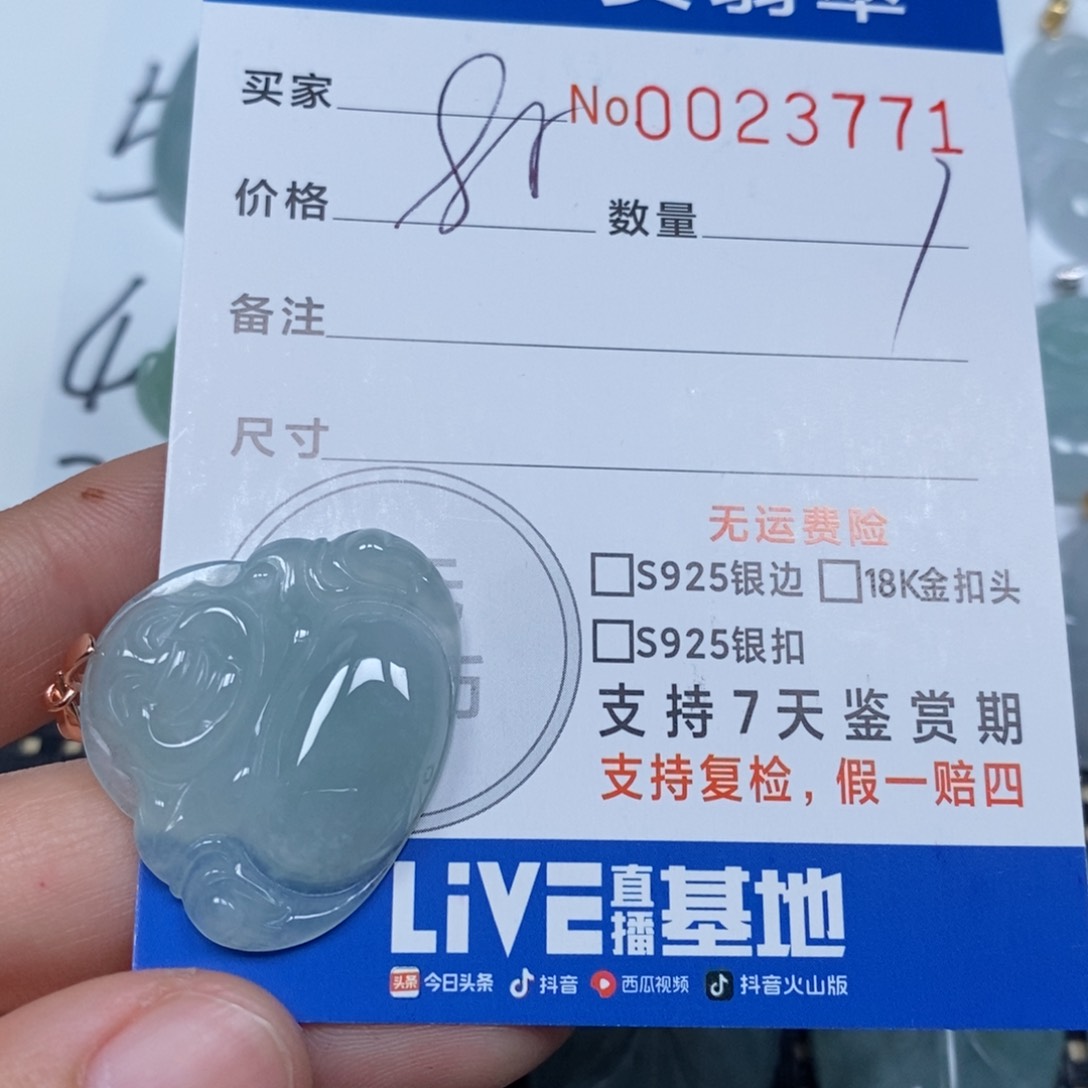 5
买家 No0023771
价格 数量
4
备注
尺寸
无运费险
S925银边 18K金扣头
S925银扣
支持7天鉴赏期
支持复检，假一赔四
LiVE直播基地
头条 今日头条 抖音 西瓜视频 抖音火山版